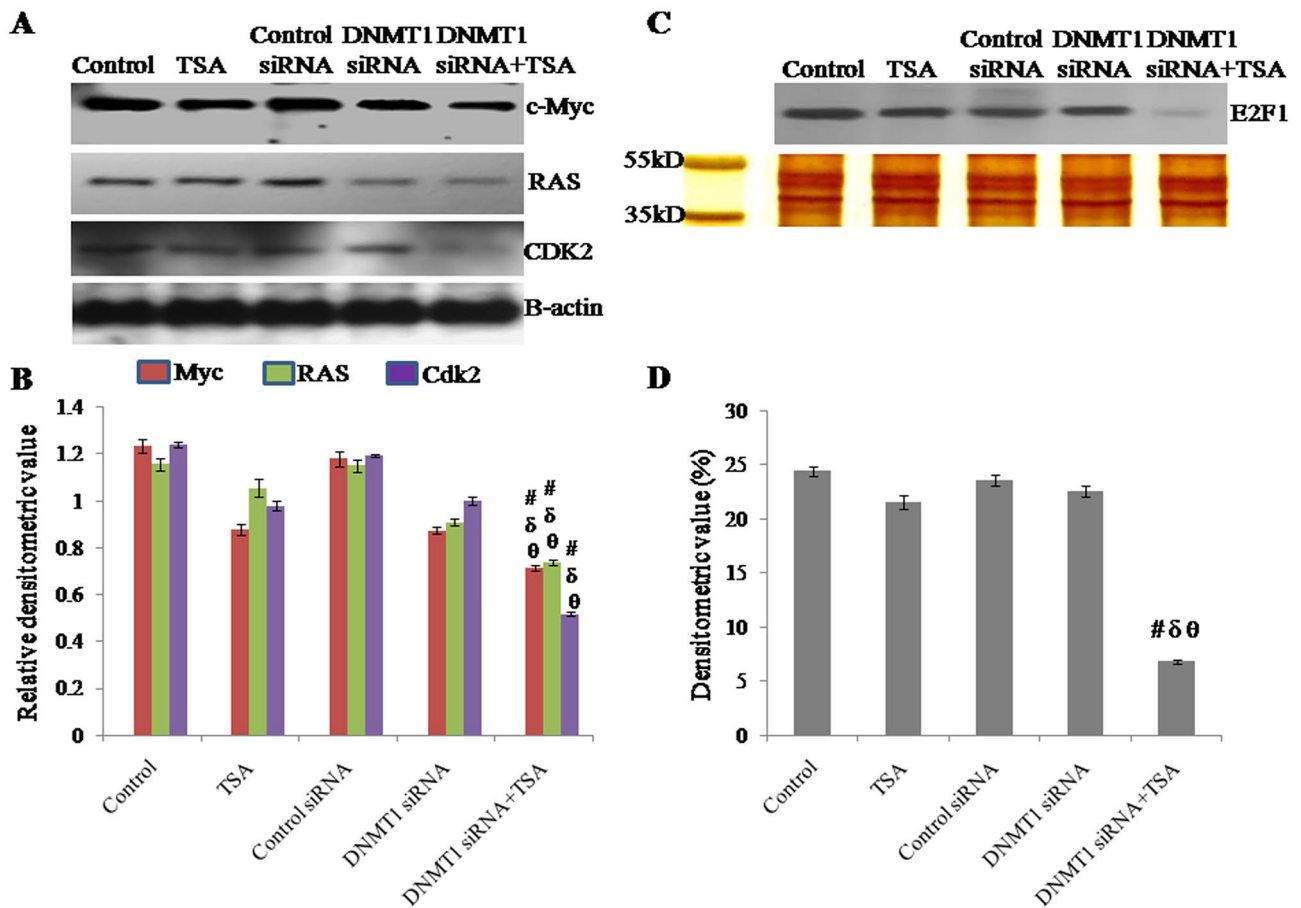 A
Control TSA Control siRNA DNMT1 siRNA DNMT1 siRNA+TSA
c-Myc
RAS
CDK2
B-actin
B
Myc RAS Cdk2
Relative densitometric value
1.4
1.2
1
0.8
0.6
0.4
0.2
0
# # #
δ δ δ
θ θ θ
Control TSA Control siRNA DNMT1 siRNA DNMT1 siRNA+TSA
C
Control TSA Control siRNA DNMT1 siRNA DNMT1 siRNA+TSA
E2F1
55kD
35kD
D
Densitometric value (%)
30
25
20
15
10
5
0
# δ θ
Control TSA Control siRNA DNMT1 siRNA DNMT1 siRNA+TSA